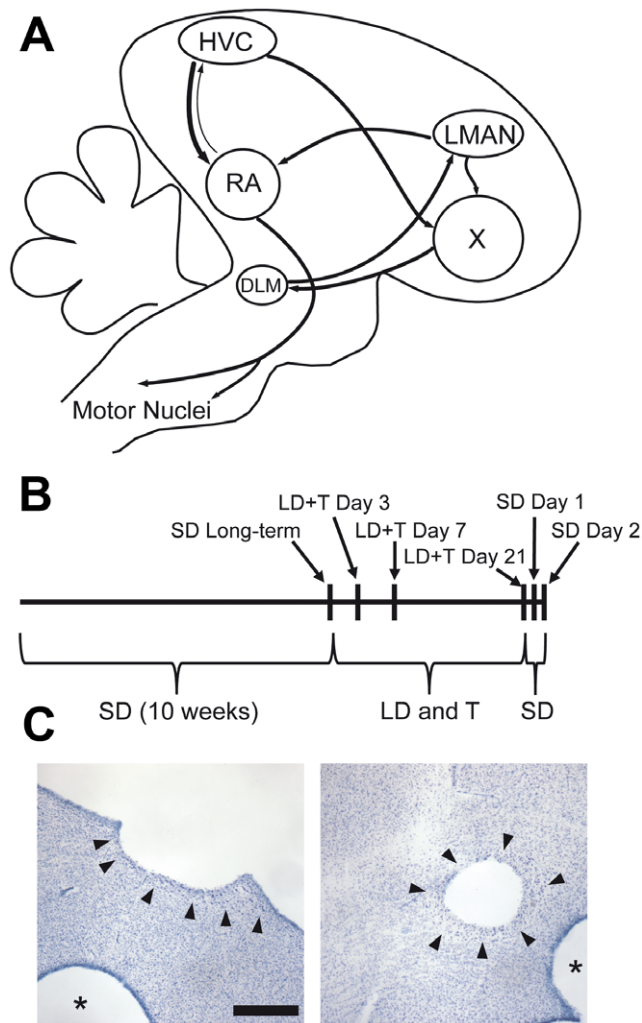 A
HVC
LMAN
RA
X
DLM
Motor Nuclei
B
LD+T Day 3
SD Day 1
SD Long-term
LD+T Day 7
SD Day 2
LD+T Day 21
SD (10 weeks)
LD and T
SD
C
*
*